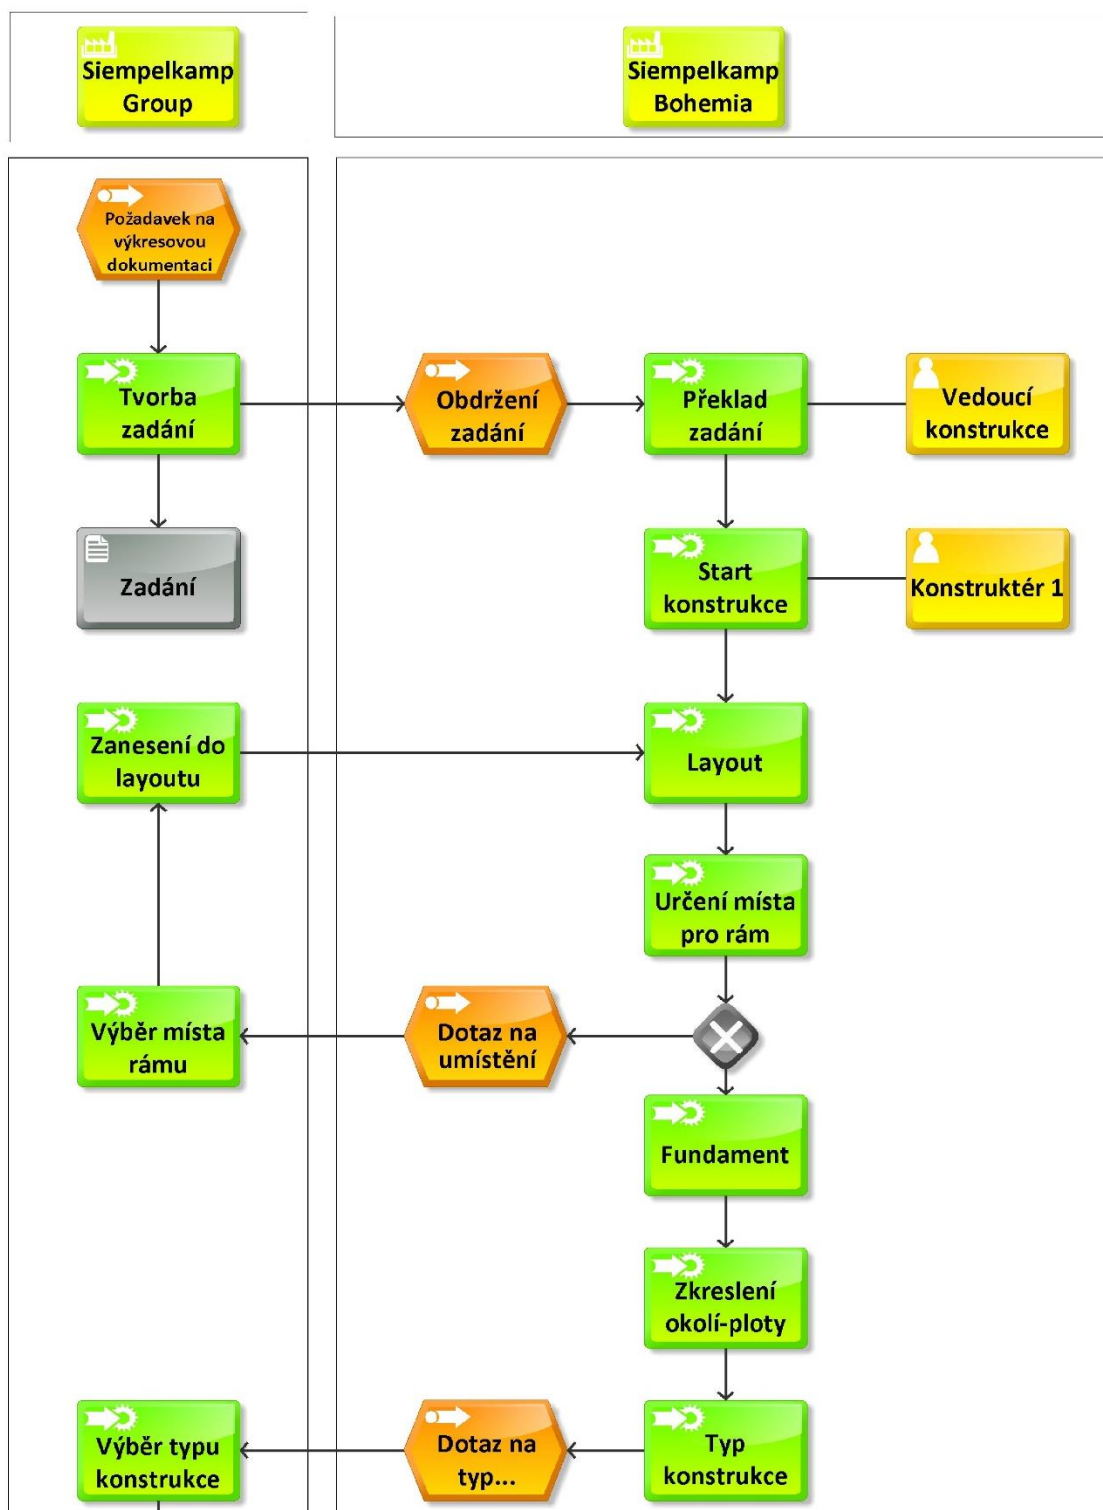 Siempelkamp
Group
Siempelkamp
Bohemia
Požadavek na
výkresovou
dokumentaci
Tvorba
zadání
Obdržení
zadání
Překlad
zadání
Vedoucí
konstrukce
Zadání
Start
konstrukce
Konstruktér 1
Zanesení do
layoutu
Layout
Určení místa
pro rám
Výběr místa
rámu
Dotaz na
umístění
Fundament
Zkreslení
okolí-ploty
Výběr typu
konstrukce
Dotaz na
typ...
Typ
konstrukce